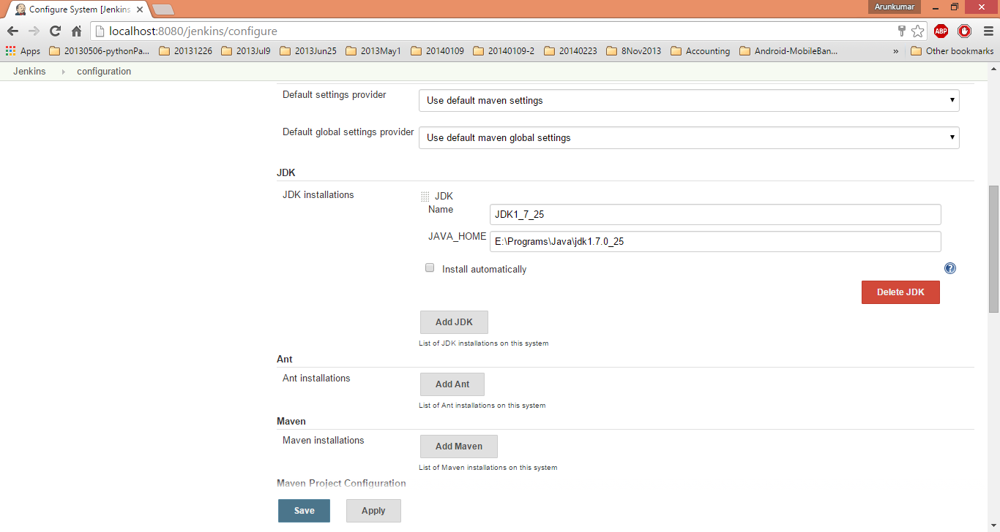 Configure System [Jenkins
Arunkumar
localhost:8080/jenkins/configure
ABP
Apps 20130506-pythonPa... 20131226 2013Jul9 2013Jun25 2013May1 20140109 20140109-2 20140223 8Nov2013 Accounting Android-MobileBan... » Other bookmarks
Jenkins configuration
Default settings provider Use default maven settings
Default global settings provider Use default maven global settings
JDK
JDK installations JDK
Name JDK1_7_25
JAVA_HOME E:\Programs\Java\jdk1.7.0_25
Install automatically ?
Delete JDK
Add JDK
List of JDK installations on this system
Ant
Ant installations Add Ant
List of Ant installations on this system
Maven
Maven installations Add Maven
List of Maven installations on this system
Maven Project Configuration
Save Apply